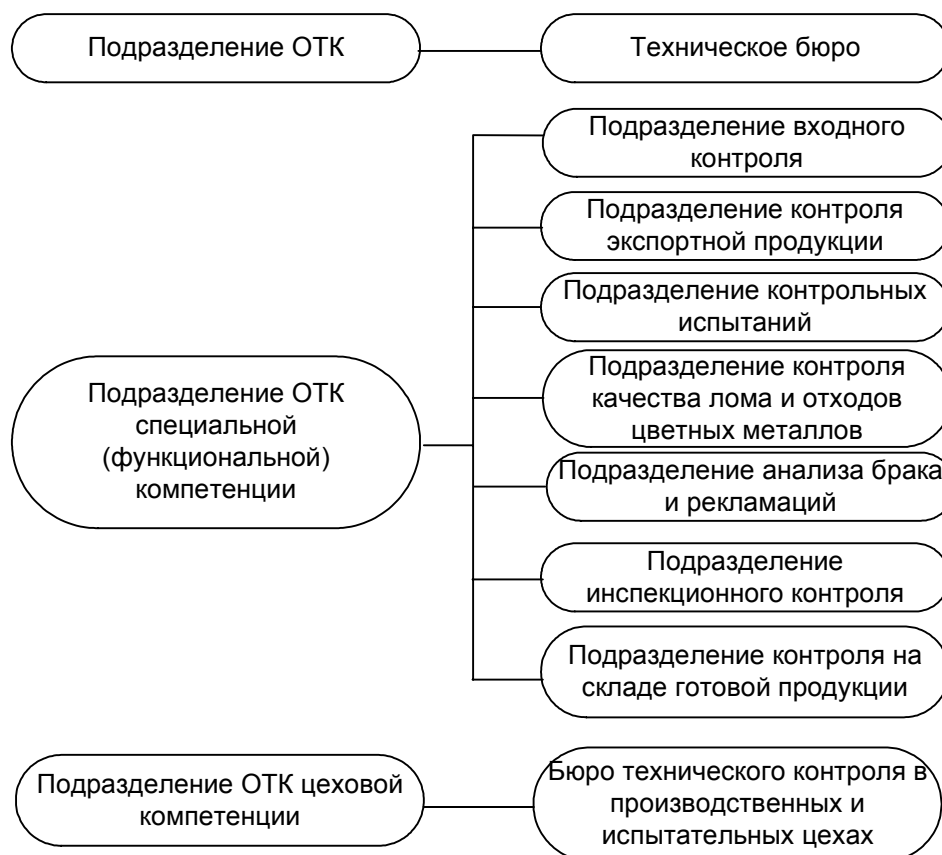 Подразделение ОТК
Техническое бюро
Подразделение входного
контроля
Подразделение контроля
экспортной продукции
Подразделение контрольных
испытаний
Подразделение контроля
качества лома и отходов
цветных металлов
Подразделение ОТК
специальной
(функциональной)
компетенции
Подразделение анализа брака
и рекламаций
Подразделение
инспекционного контроля
Подразделение контроля на
складе готовой продукции
Подразделение ОТК цеховой
компетенции
Бюро технического контроля в
производственных и
испытательных цехах